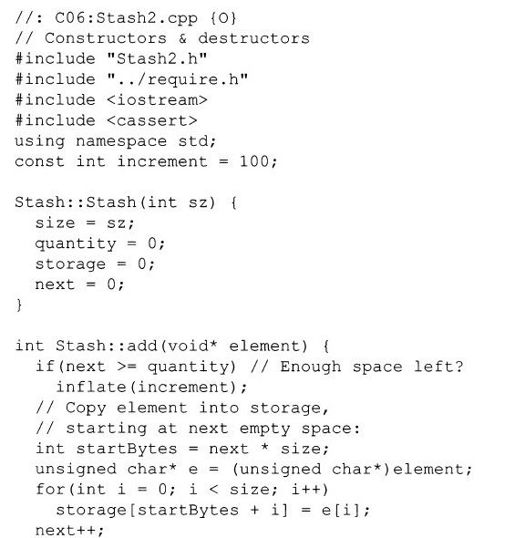 //: C06:Stash2.cpp {O}
// Constructors & destructors
#include "Stash2.h"
#include "../require.h"
#include <iostream>
#include <cassert>
using namespace std;
const int increment = 100;

Stash::Stash(int sz) {
  size = sz;
  quantity = 0;
  storage = 0;
  next = 0;
}

int Stash::add(void* element) {
  if(next >= quantity) // Enough space left?
    inflate(increment);
  // Copy element into storage,
  // starting at next empty space:
  int startBytes = next * size;
  unsigned char* e = (unsigned char*)element;
  for(int i = 0; i < size; i++)
    storage[startBytes + i] = e[i];
  next++;